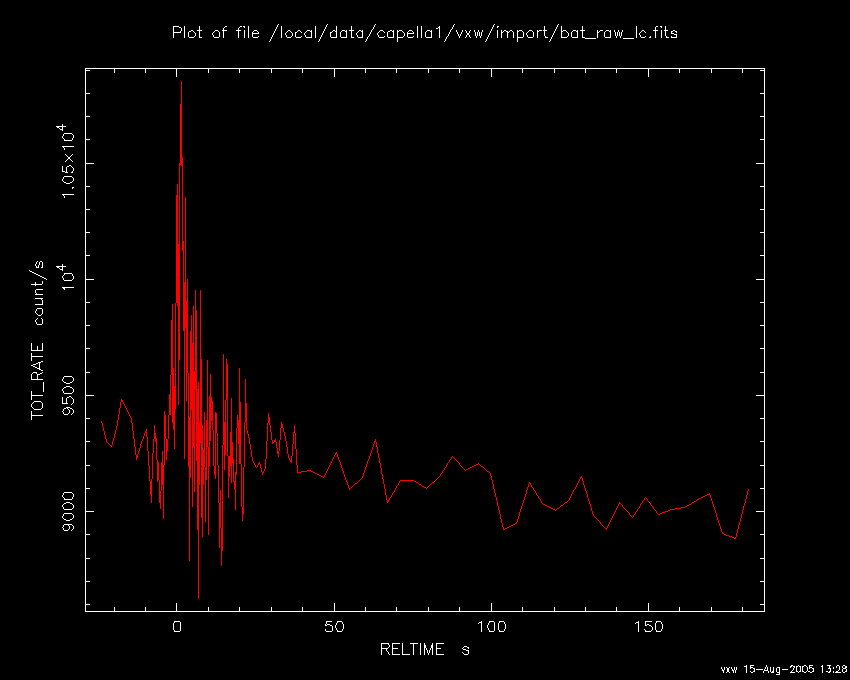 Plot of file /local/data/capella1/vxw/import/bat_raw_lc.fits
1.05×10⁴
10⁴
9500
9000
TOT_RATE count/s
0 50 100 150
RELTIME s
vxw 15-Aug-2005 13:28